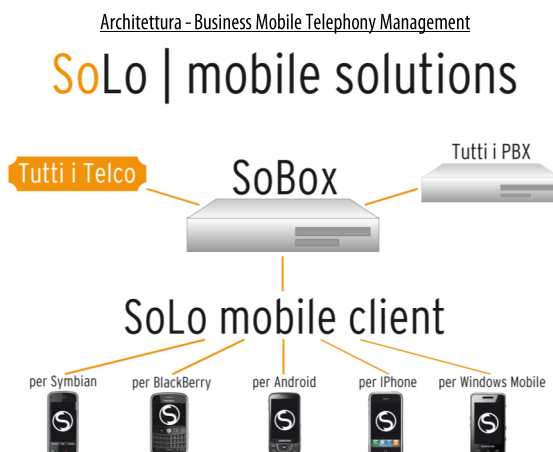 Architettura - Business Mobile Telephony Management
SoLo | mobile solutions
Tutti i Telco
SoBox
Tutti i PBX
SoLo mobile client
per Symbian
per BlackBerry
per Android
per IPhone
per Windows Mobile